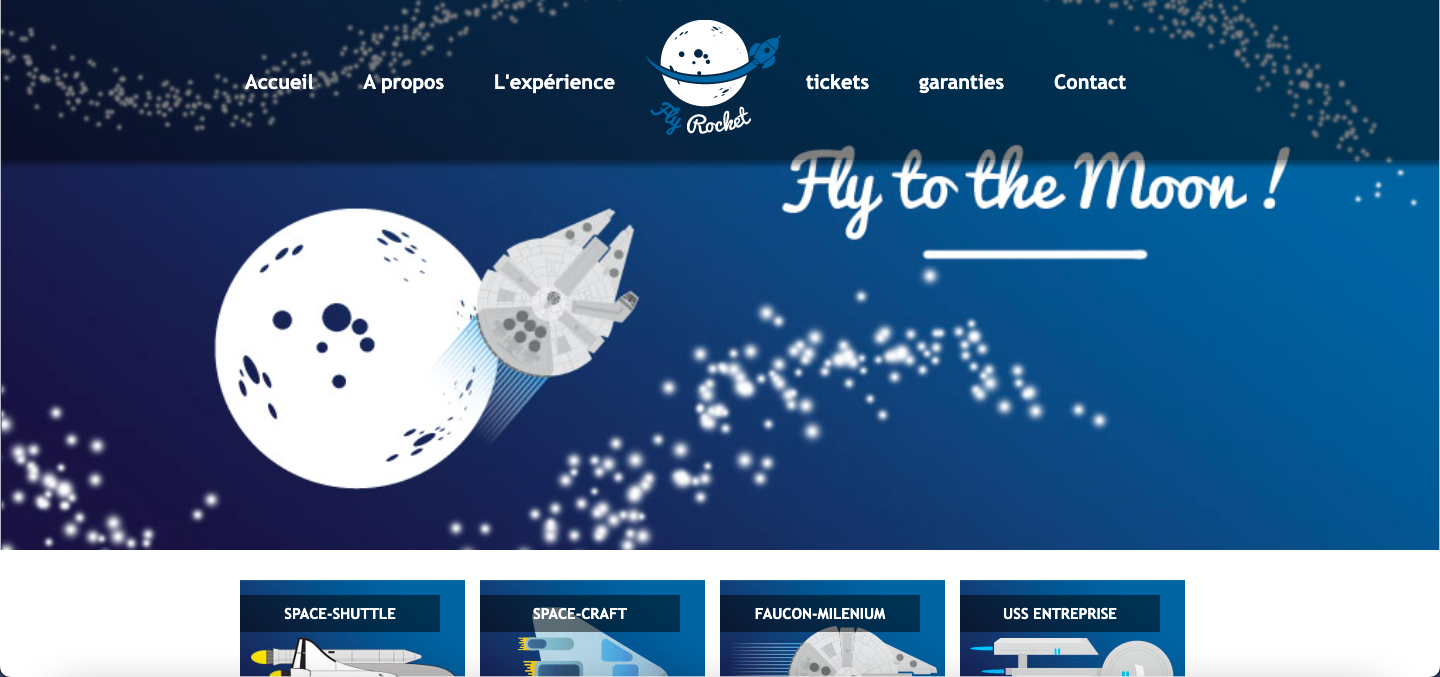 Accueil A propos L'expérience tickets garanties Contact
Fly Rocket
Fly to the Moon !
SPACE-SHUTTLE SPACE-CRAFT FAUCON-MILENIUM USS ENTREPRISE